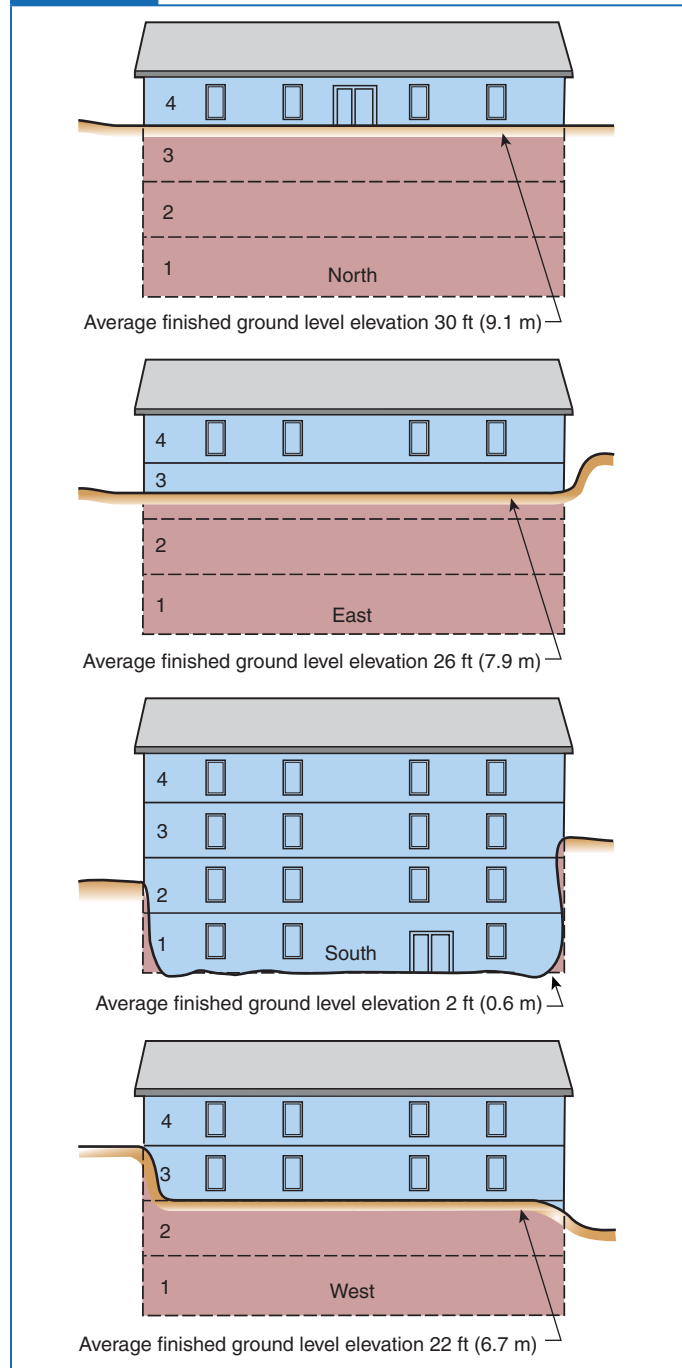 4
3
2
1 North
Average finished ground level elevation 30 ft (9.1 m)
4
3
2
1 East
Average finished ground level elevation 26 ft (7.9 m)
4
3
2
1 South
Average finished ground level elevation 2 ft (0.6 m)
4
3
2
1 West
Average finished ground level elevation 22 ft (6.7 m)